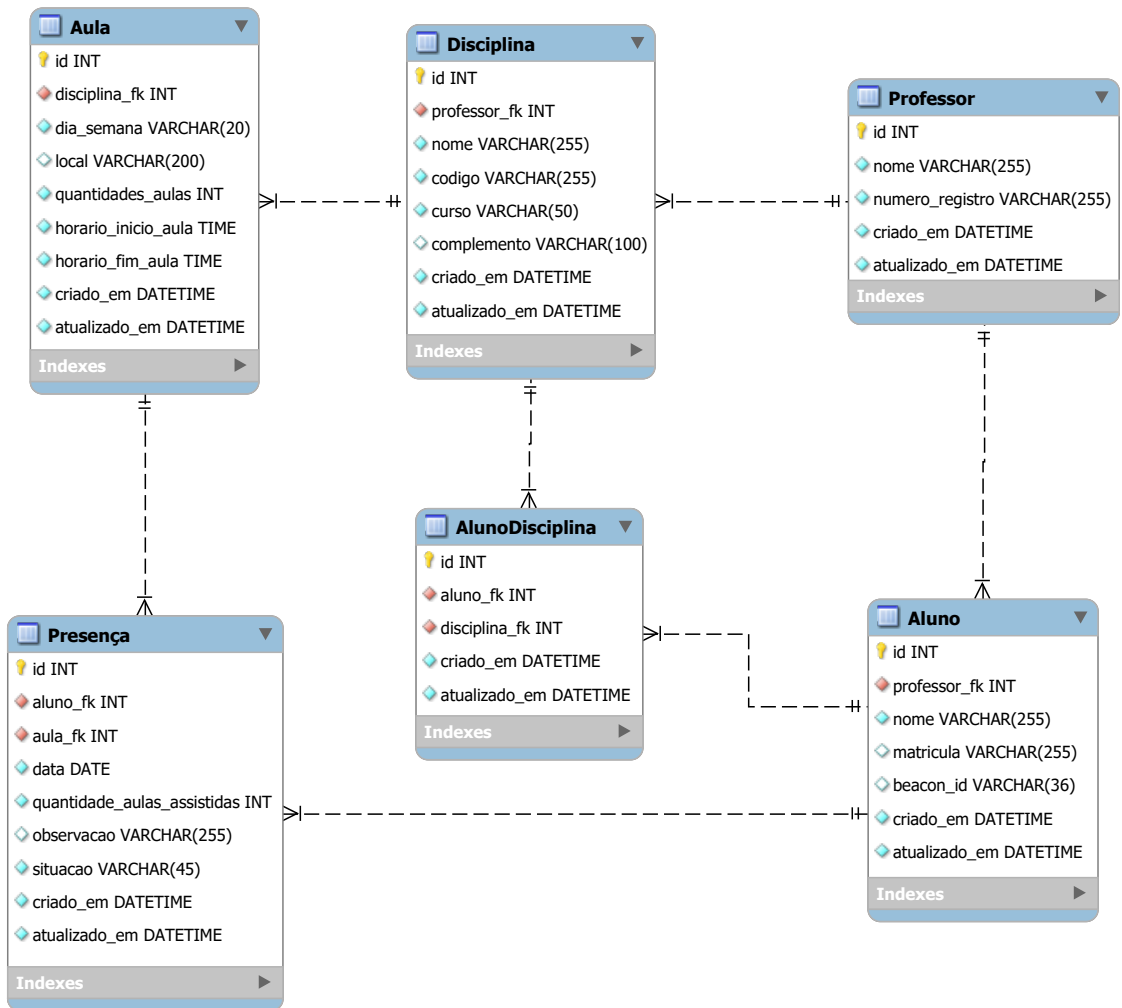 Aula
id INT
disciplina_fk INT
dia_semana VARCHAR(20)
local VARCHAR(200)
quantidades_aulas INT
horario_inicio_aula TIME
horario_fim_aula TIME
criado_em DATETIME
atualizado_em DATETIME
Indexes
Disciplina
id INT
professor_fk INT
nome VARCHAR(255)
codigo VARCHAR(255)
curso VARCHAR(50)
complemento VARCHAR(100)
criado_em DATETIME
atualizado_em DATETIME
Indexes
Professor
id INT
nome VARCHAR(255)
numero_registro VARCHAR(255)
criado_em DATETIME
atualizado_em DATETIME
Indexes
AlunoDisciplina
id INT
aluno_fk INT
disciplina_fk INT
criado_em DATETIME
atualizado_em DATETIME
Indexes
Presença
id INT
aluno_fk INT
aula_fk INT
data DATE
quantidade_aulas_assistidas INT
observacao VARCHAR(255)
situacao VARCHAR(45)
criado_em DATETIME
atualizado_em DATETIME
Indexes
Aluno
id INT
professor_fk INT
nome VARCHAR(255)
matricula VARCHAR(255)
beacon_id VARCHAR(36)
criado_em DATETIME
atualizado_em DATETIME
Indexes